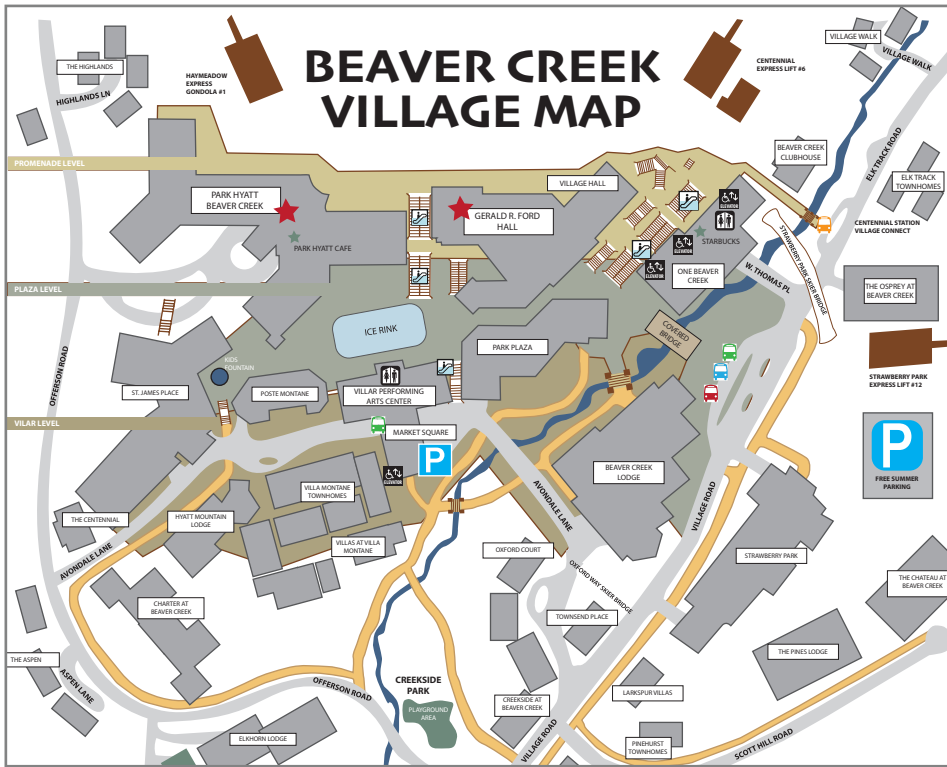 BEAVER CREEK
VILLAGE MAP
THE HIGHLANDS
HIGHLANDS LN
HAYMEADOW
EXPRESS
GONDOLA #1
CENTENNIAL
EXPRESS LIFT #6
VILLAGE WALK
VILLAGE WALK
PROMENADE LEVEL
PARK HYATT
BEAVER CREEK
PARK HYATT CAFE
GERALD R. FORD
HALL
VILLAGE HALL
BEAVER CREEK
CLUBHOUSE
ELK TRACK ROAD
ELK TRACK
TOWNHOMES
ELEVATOR
STARBUCKS
ELEVATOR
ELEVATOR
ONE BEAVER
CREEK
CENTENNIAL STATION
VILLAGE CONNECT
STRAWBERRY PARK SKIER BRIDGE
W. THOMAS PL
THE OSPREY AT
BEAVER CREEK
PLAZA LEVEL
OFFERSON ROAD
ICE RINK
PARK PLAZA
COVERED
BRIDGE
STRAWBERRY PARK
EXPRESS LIFT #12
KIDS
FOUNTAIN
ST. JAMES PLACE
POSTE MONTANE
VILLAR PERFORMING
ARTS CENTER
VILAR LEVEL
MARKET SQUARE
P
ELEVATOR
P
FREE SUMMER
PARKING
VILLA MONTANE
TOWNHOMES
BEAVER CREEK
LODGE
AVONDALE LANE
VILLAGE ROAD
THE CENTENNIAL
HYATT MOUNTAIN
LODGE
AVONDALE LANE
VILLAS AT VILLA
MONTANE
OXFORD COURT
OXFORD WAY SKIER BRIDGE
STRAWBERRY PARK
THE CHATEAU AT
BEAVER CREEK
CHARTER AT
BEAVER CREEK
TOWNSEND PLACE
THE PINES LODGE
THE ASPEN
ASPEN LANE
OFFERSON ROAD
CREEKSIDE
PARK
PLAYGROUND
AREA
CREEKSIDE AT
BEAVER CREEK
LARKSPUR VILLAS
ELKHORN LODGE
VILLAGE ROAD
PINEHURST
TOWNHOMES
SCOTT HILL ROAD